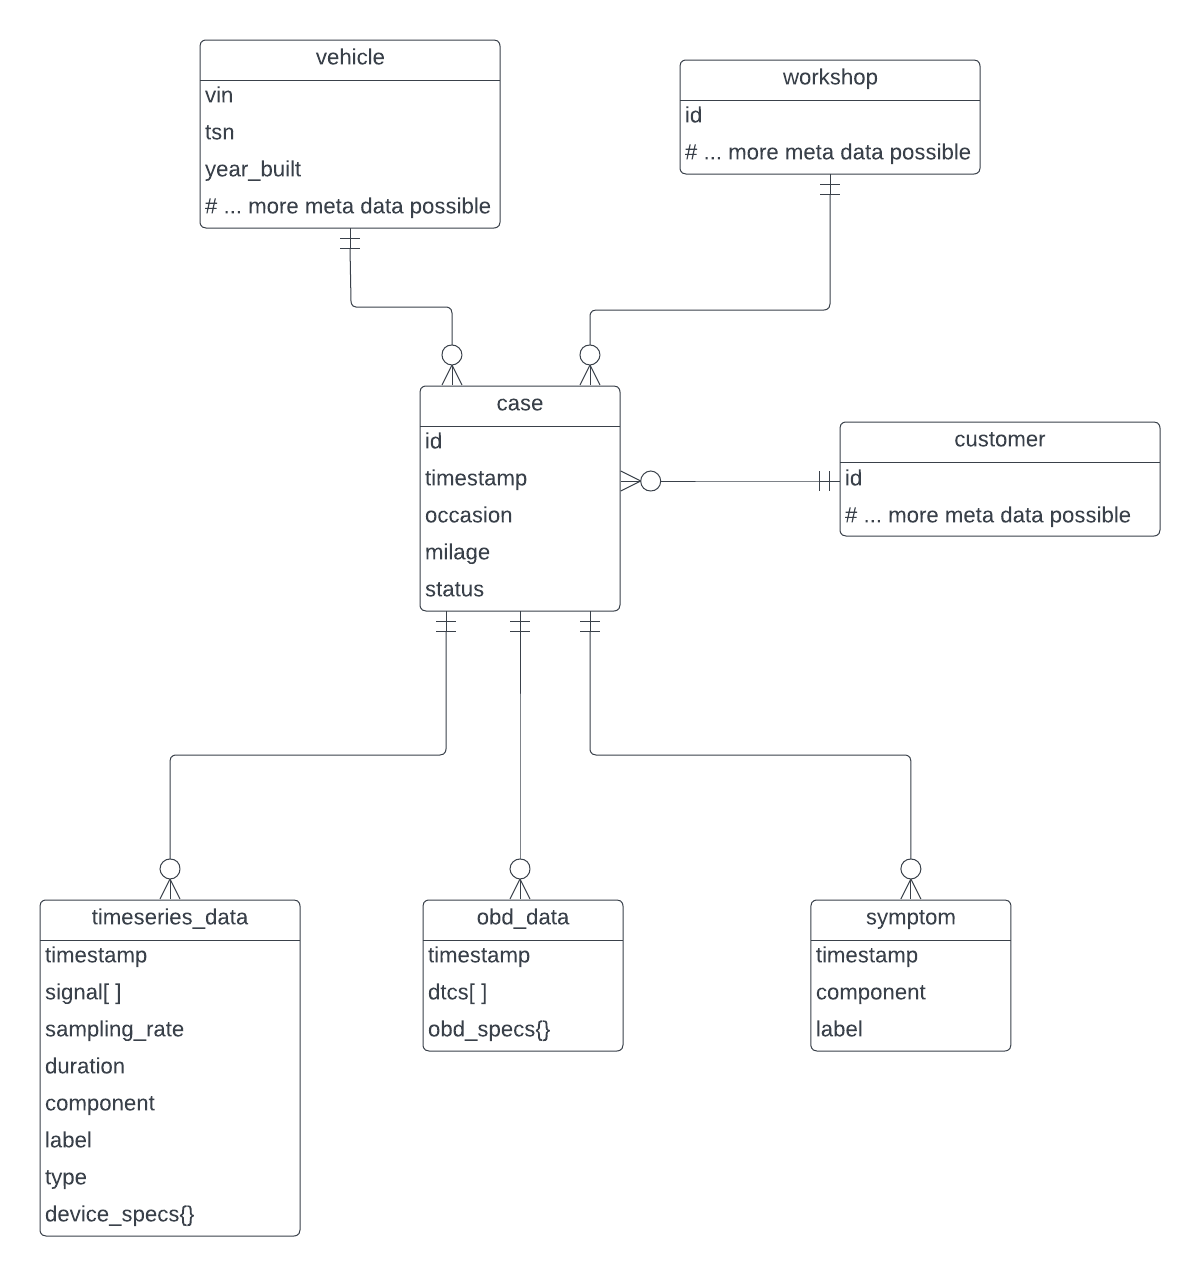 vehicle
vin
tsn
year_built
# ... more meta data possible
workshop
id
# ... more meta data possible
case
id
timestamp
occasion
milage
status
customer
id
# ... more meta data possible
timeseries_data
timestamp
signal[ ]
sampling_rate
duration
component
label
type
device_specs{}
obd_data
timestamp
dtcs[ ]
obd_specs{}
symptom
timestamp
component
label